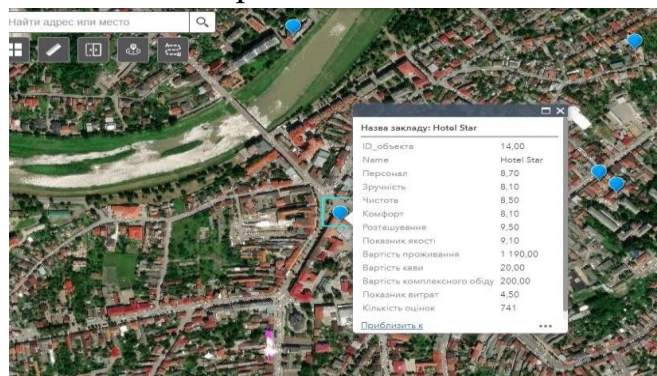 Найти адрес или место
Назва закладу: Hotel Star
ID_объекта 14,00
Name Hotel Star
Персонал 8,70
Зручність 8,10
Чистота 8,50
Комфорт 8,10
Розташування 9,50
Показник якості 9,10
Вартість проживання 1 190,00
Вартість кави 20,00
Вартість комплексного обіду 200,00
Показник витрат 4,50
Кількість оцінок 741
Приблизить к